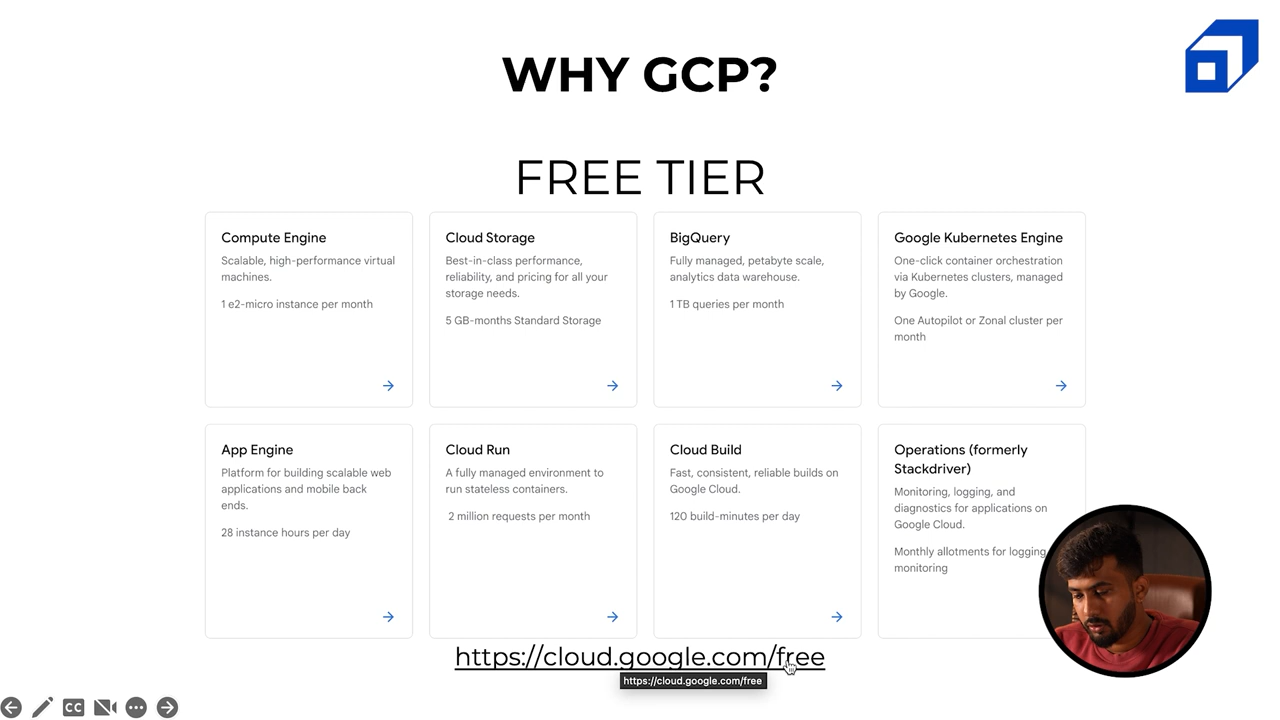 WHY GCP?
FREE TIER
Compute Engine
Scalable, high-performance virtual
machines.
1 e2-micro instance per month
Cloud Storage
Best-in-class performance,
reliability, and pricing for all your
storage needs.
5 GB-months Standard Storage
BigQuery
Fully managed, petabyte scale,
analytics data warehouse.
1 TB queries per month
Google Kubernetes Engine
One-click container orchestration
via Kubernetes clusters, managed
by Google.
One Autopilot or Zonal cluster per
month
App Engine
Platform for building scalable web
applications and mobile back
ends.
28 instance hours per day
Cloud Run
A fully managed environment to
run stateless containers.
2 million requests per month
Cloud Build
Fast, consistent, reliable builds on
Google Cloud.
120 build-minutes per day
Operations (formerly
Stackdriver)
Monitoring, logging, and
diagnostics for applications on
Google Cloud.
Monthly allotments for logging
monitoring
https://cloud.google.com/free
https://cloud.google.com/free
CC